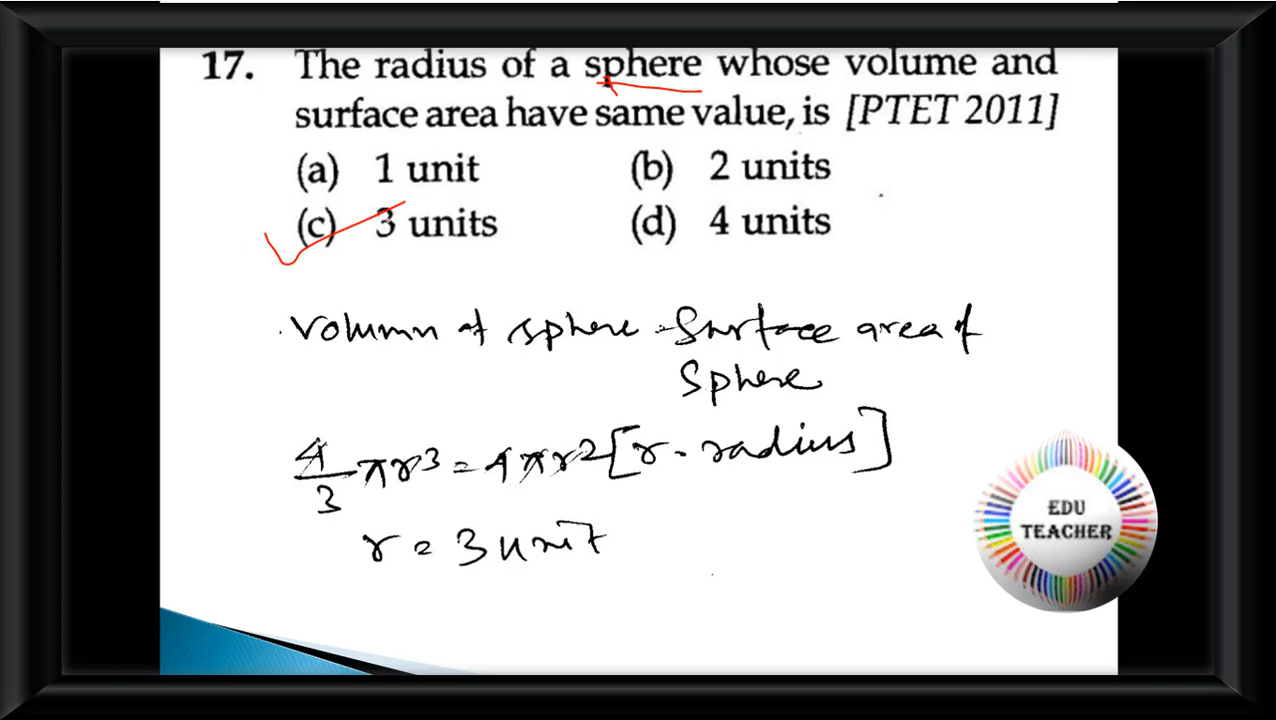 17. The radius of a sphere whose volume and
surface area have same value, is [PTET 2011]
(a) 1 unit (b) 2 units
(c) 3 units (d) 4 units
Volumn of sphere = Surface area of
Sphere
4/3 πr³ = 4πr² [r = radius]
r = 3 unit
EDU
TEACHER